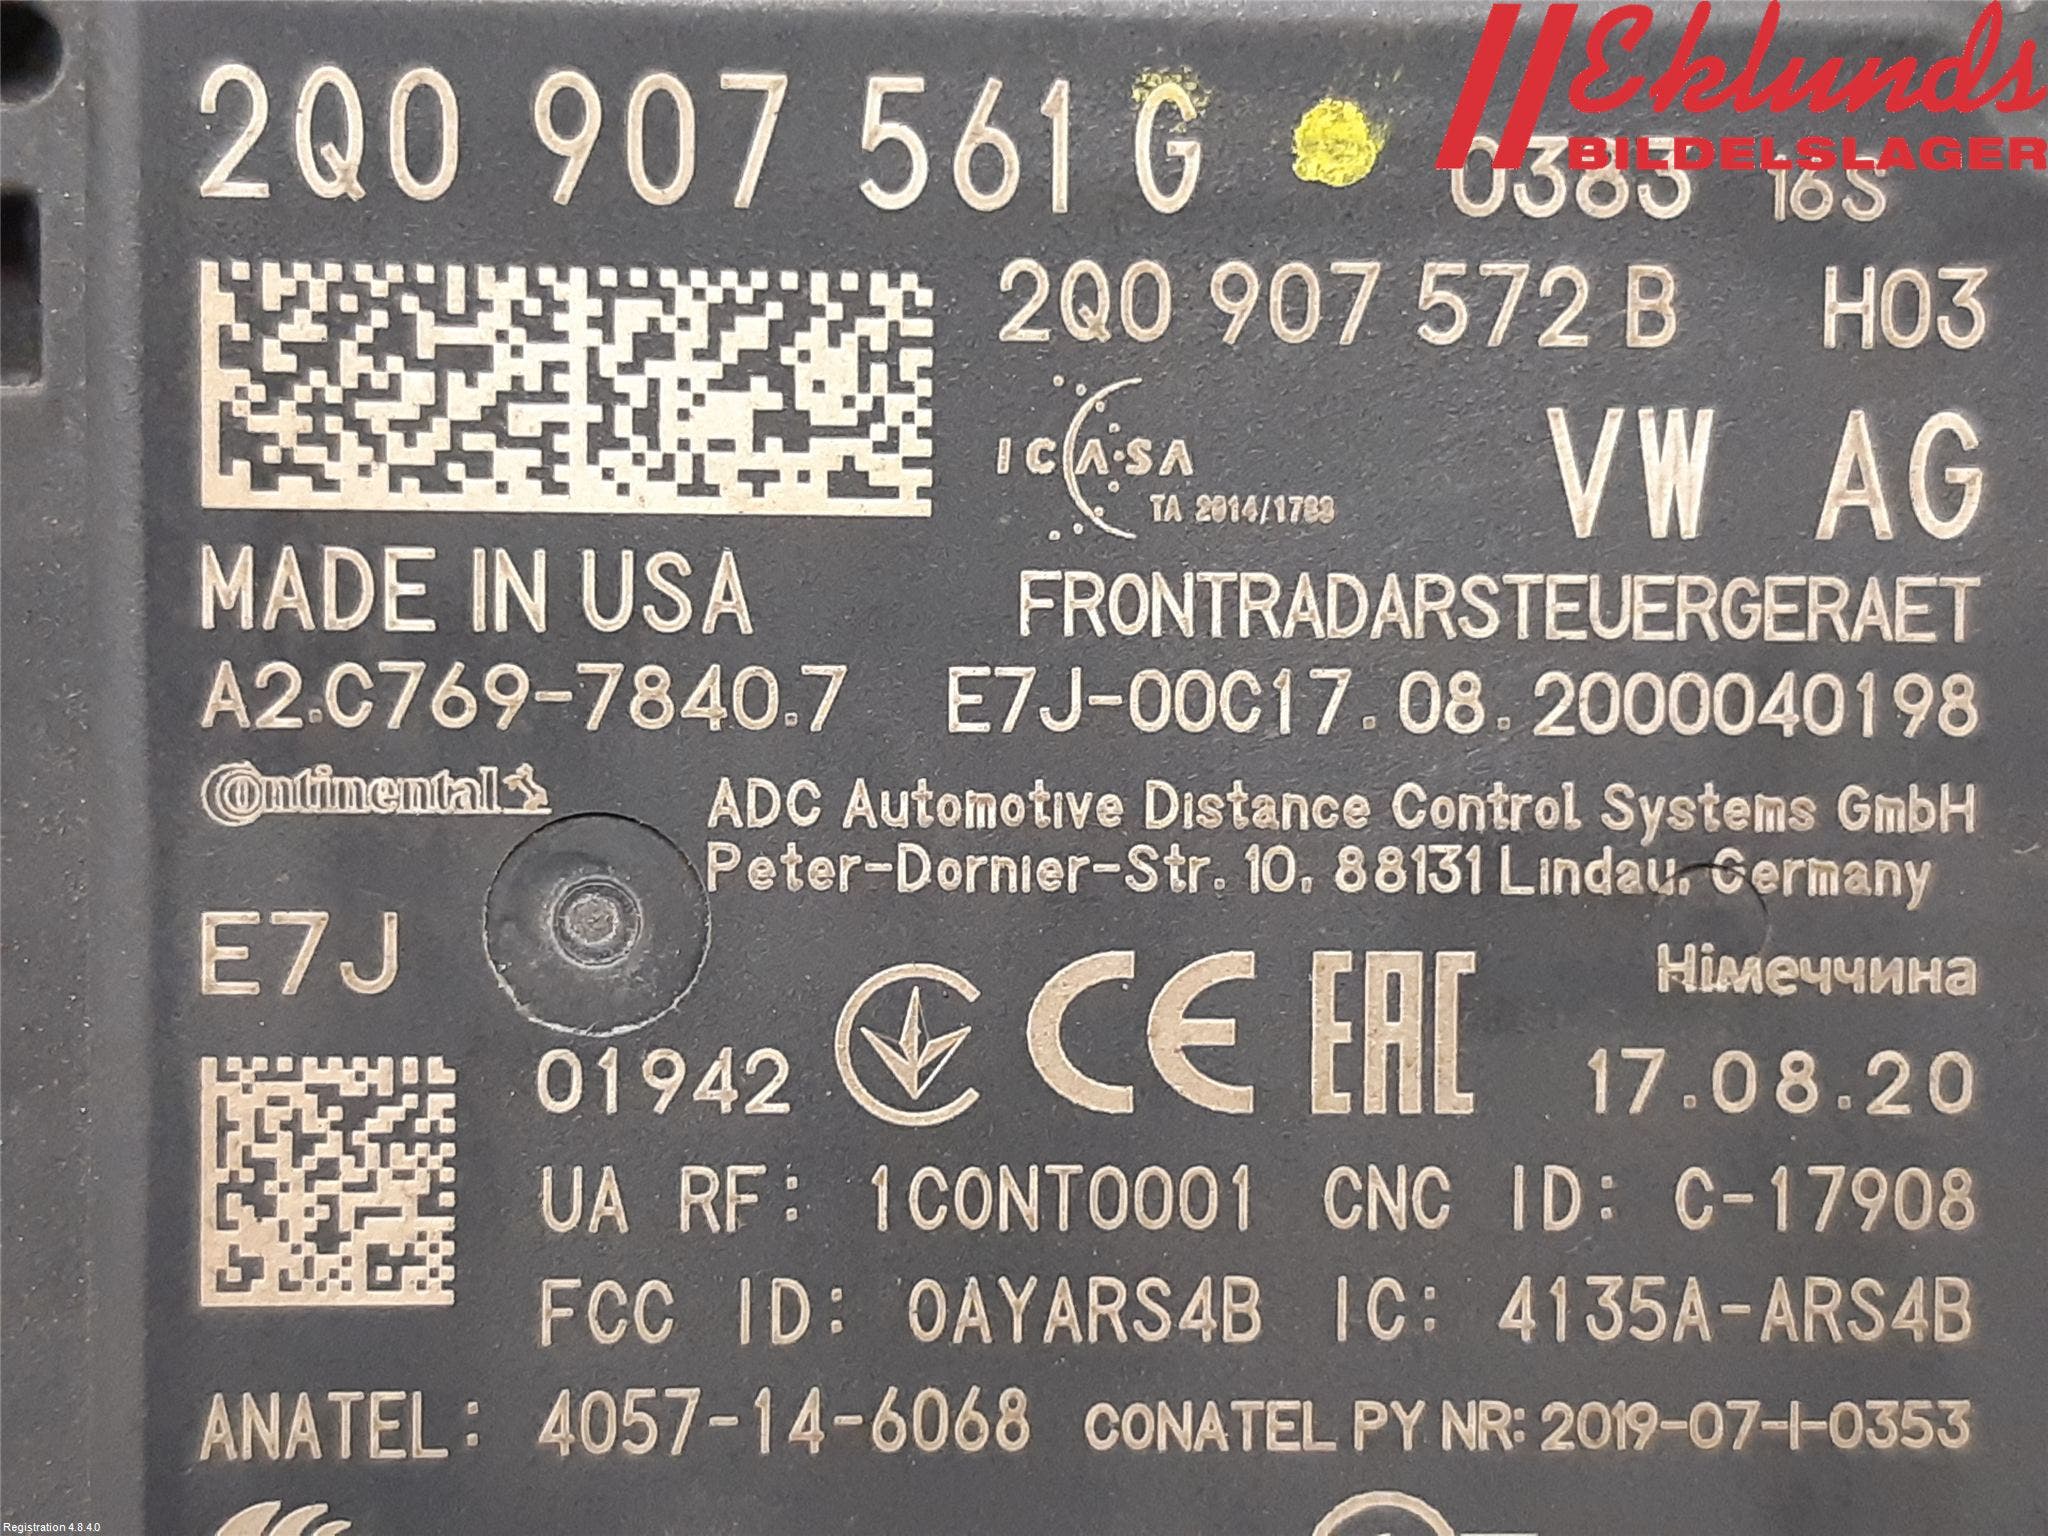 Eklunds
BILDELSLAGER
2Q0 907 561 G 0383 16S
2Q0 907 572 B H03
ICASA
TA 2014/1788
VW AG
MADE IN USA
FRONTRADARSTEUERGERAET
A2.C769-7840.7 E7J-00C17.08.2000040198
Continental
ADC Automotive Distance Control Systems GmbH
Peter-Dornier-Str. 10, 88131 Lindau, Germany
E7J
Німеччина
01942 CE EAC 17.08.20
UA RF: 1CONT0001 CNC ID: C-17908
FCC ID: OAYARS4B IC: 4135A-ARS4B
ANATEL: 4057-14-6068 CONATEL PY NR: 2019-07-I-0353
Registration 4.8.4.0